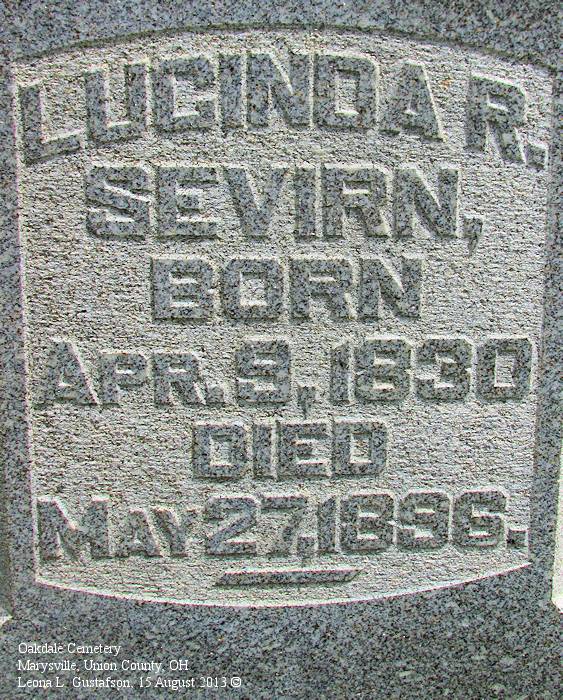 LUCINDA R.
SEVIRN,
BORN
APR. 9, 1830
DIED
MAY 27, 1896.
Oakdale Cemetery
Marysville, Union County, OH
Leona L. Gustafson, 15 August 2013 ©